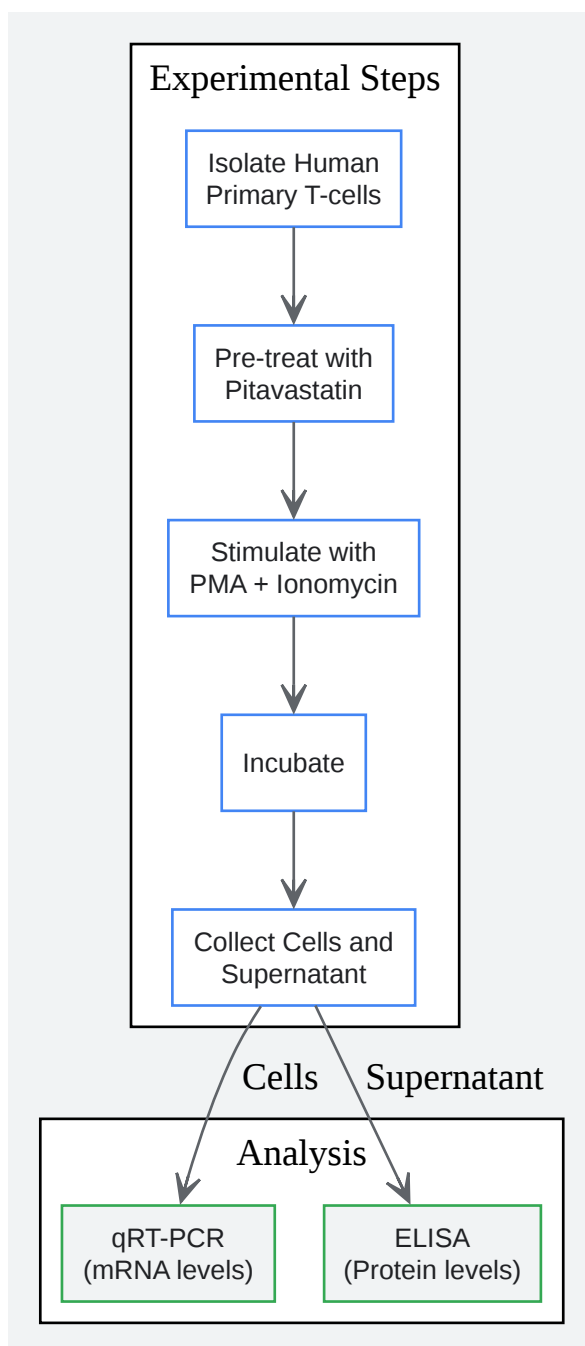 Experimental Steps
Isolate Human
Primary T-cells
Pre-treat with
Pitavastatin
Stimulate with
PMA + Ionomycin
Incubate
Collect Cells and
Supernatant
Cells
Supernatant
Analysis
qRT-PCR
(mRNA levels)
ELISA
(Protein levels)